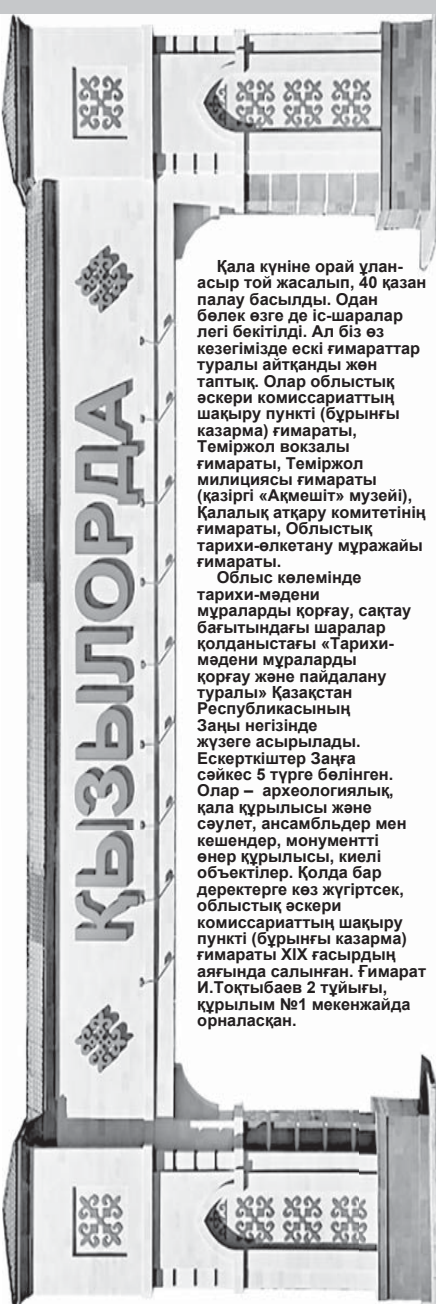 ҚЫЗЫЛОРДА
Қала күніне орай ұлан-
асыр той жасалып, 40 қазан
палау басылды. Одан
бөлек өзге де іс-шаралар
легі бекітілді. Ал біз өз
кезегімізде ескі ғимараттар
туралы айтқанды жөн
таптық. Олар облыстық
әскери комиссариаттың
шақыру пункті (бұрынғы
казарма) ғимараты,
Теміржол вокзалы
ғимараты, Теміржол
милициясы ғимараты
(қазіргі «Ақмешіт» музейі),
Қалалық атқару комитетінің
ғимараты, Облыстық
тарихи-өлкетану мұражайы
ғимараты.
Облыс көлемінде
тарихи-мәдени
мұраларды қорғау, сақтау
бағытындағы шаралар
қолданыстағы «Тарихи-
мәдени мұраларды
қорғау және пайдалану
туралы» Қазақстан
Республикасының
Заңы негізінде
жүзеге асырылады.
Ескерткіштер Заңға
сәйкес 5 түрге бөлінген.
Олар – археологиялық,
қала құрылысы және
сәулет, ансамбльдер мен
кешендер, монументті
өнер құрылысы, киелі
объектілер. Қолда бар
деректерге көз жүгіртсек,
облыстық әскери
комиссариаттың шақыру
пункті (бұрынғы казарма)
ғимараты XIX ғасырдың
аяғында салынған. Ғимарат
И.Тоқтыбаев 2 тұйығы,
құрылым №1 мекенжайда
орналасқан.